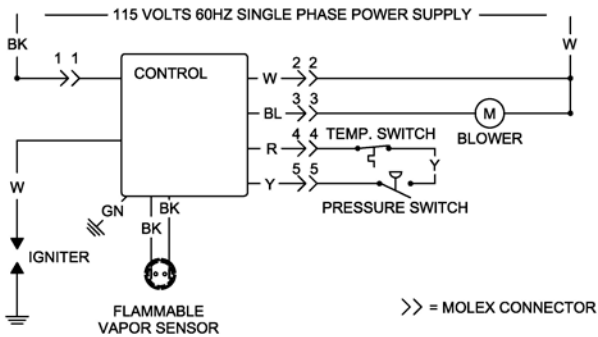 115 VOLTS 60HZ SINGLE PHASE POWER SUPPLY
BK
W
1 1
CONTROL
W
2 2
BL
3 3
M
BLOWER
R
4 4
TEMP. SWITCH
Y
Y
5 5
PRESSURE SWITCH
W
GN
BK
BK
IGNITER
FLAMMABLE
VAPOR SENSOR
= MOLEX CONNECTOR